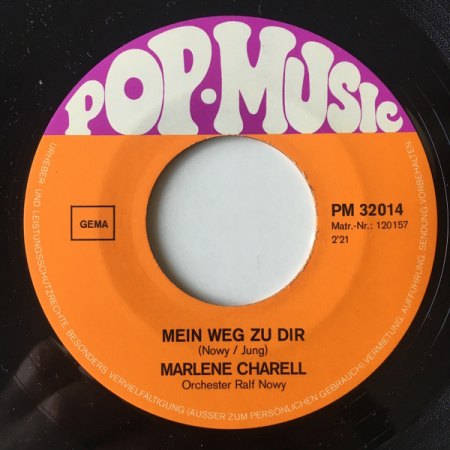 POP·MUSIC
GEMA
PM 32014
Matr.-Nr.: 120157
2'21
MEIN WEG ZU DIR
(Nowy / Jung)
MARLENE CHARELL
Orchester Ralf Nowy
URHEBER- UND LEISTUNGSSCHUTZRECHTE, BESONDERS VERVIELFÄLTIGUNG (AUSSER ZUM PERSÖNLICHEN GEBRAUCH) VERMIETUNG, AUFFÜHRUNG, SENDUNG VORBEHALTEN